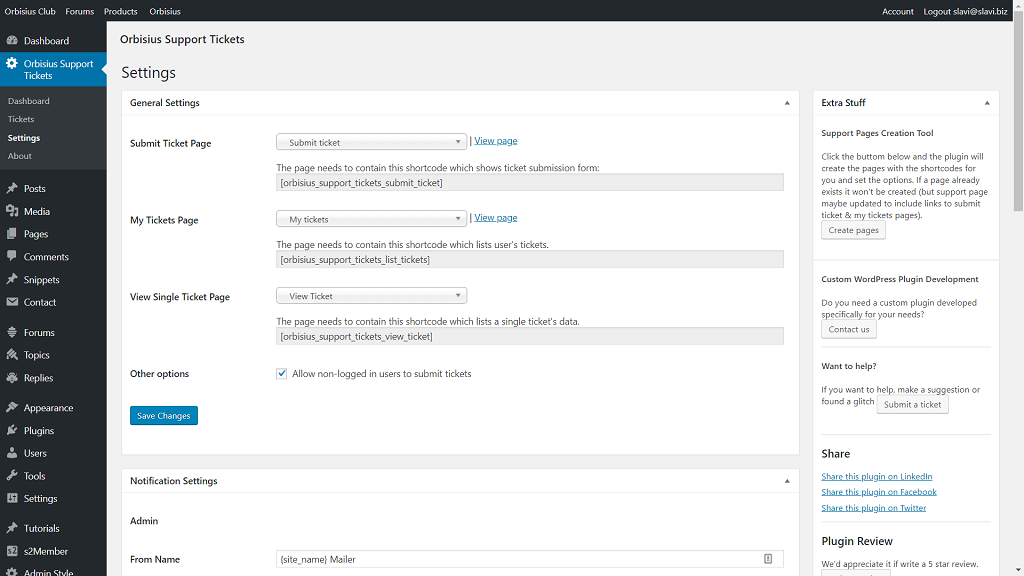 Orbisius Club Forums Products Orbisius Account Logout slavi@slavi.biz
Dashboard
Orbisius Support
Tickets
Dashboard
Tickets
Settings
About
Posts
Media
Pages
Comments
Snippets
Contact
Forums
Topics
Replies
Appearance
Plugins
Users
Tools
Settings
Tutorials
s2Member
Admin Style
Orbisius Support Tickets
Settings
General Settings
Submit Ticket Page
Submit ticket | View page
The page needs to contain this shortcode which shows ticket submission form:
[orbisius_support_tickets_submit_ticket]
My Tickets Page
My tickets | View page
The page needs to contain this shortcode which lists user's tickets.
[orbisius_support_tickets_list_tickets]
View Single Ticket Page
View Ticket
The page needs to contain this shortcode which lists a single ticket's data.
[orbisius_support_tickets_view_ticket]
Other options
Allow non-logged in users to submit tickets
Save Changes
Notification Settings
Admin
From Name
{site_name} Mailer
Extra Stuff
Support Pages Creation Tool
Click the buttom below and the plugin will
create the pages with the shortcodes for
you and set the options. If a page already
exists it won't be created (but support page
maybe updated to include links to submit
ticket & my tickets pages).
Create pages
Custom WordPress Plugin Development
Do you need a custom plugin developed
specifically for your needs?
Contact us
Want to help?
If you want to help, make a suggestion or
found a glitch Submit a ticket
Share
Share this plugin on LinkedIn
Share this plugin on Facebook
Share this plugin on Twitter
Plugin Review
We'd appreciate it if write a 5 star review.